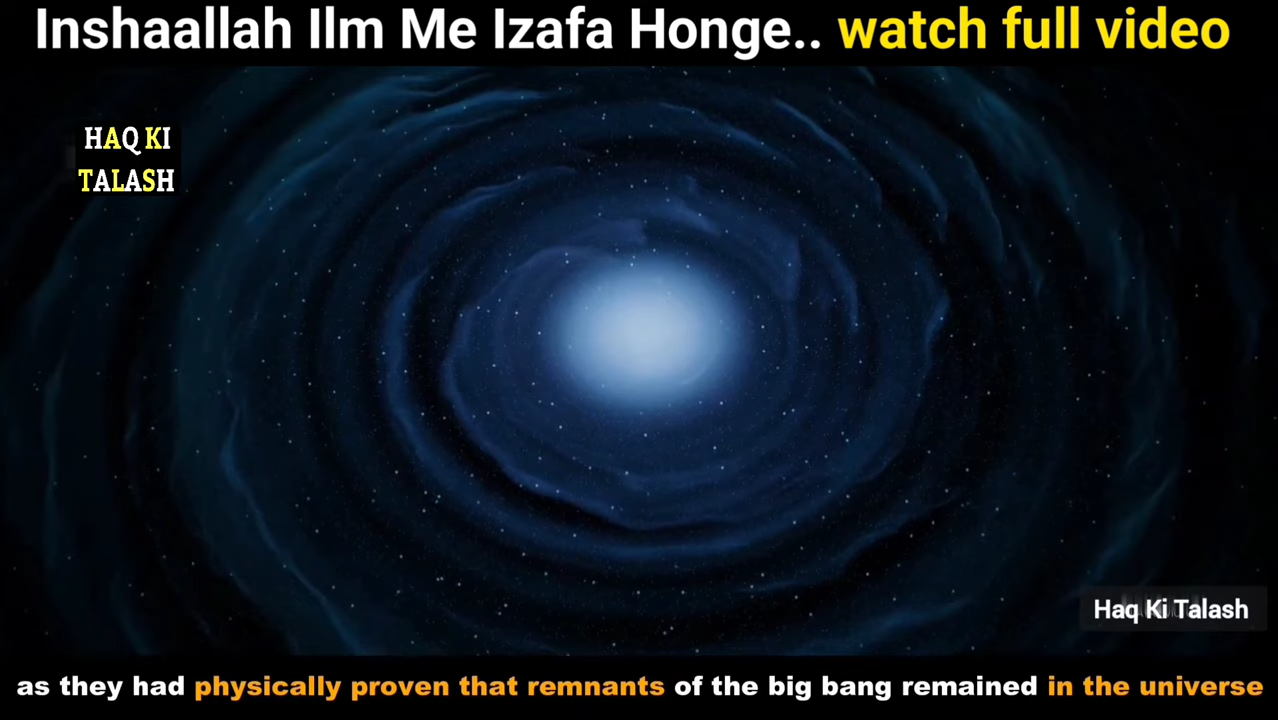 Inshaallah Ilm Me Izafa Honge.. watch full video
HAQ KI
TALASH
Haq Ki Talash
as they had physically proven that remnants of the big bang remained in the universe